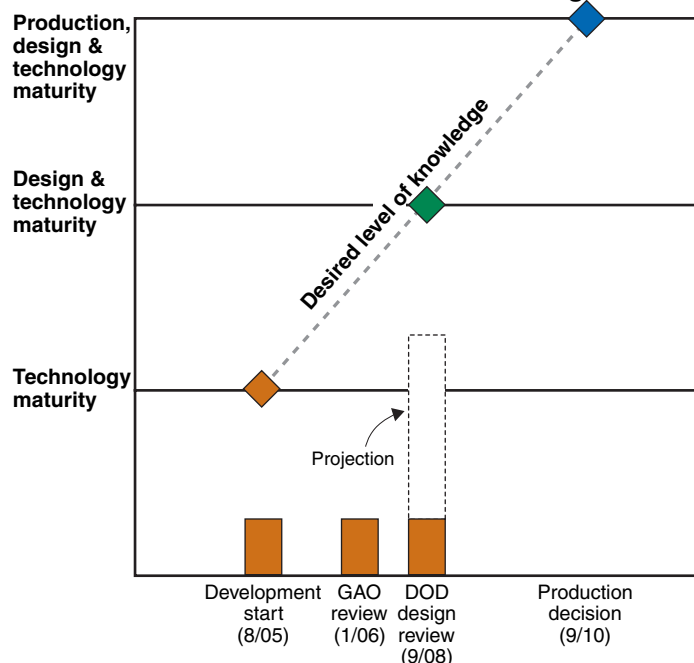 Production,
design &
technology
maturity
Design &
technology
maturity
Technology
maturity
Desired level of knowledge
Projection
Development
start
(8/05)
GAO
review
(1/06)
DOD
design
review
(9/08)
Production
decision
(9/10)